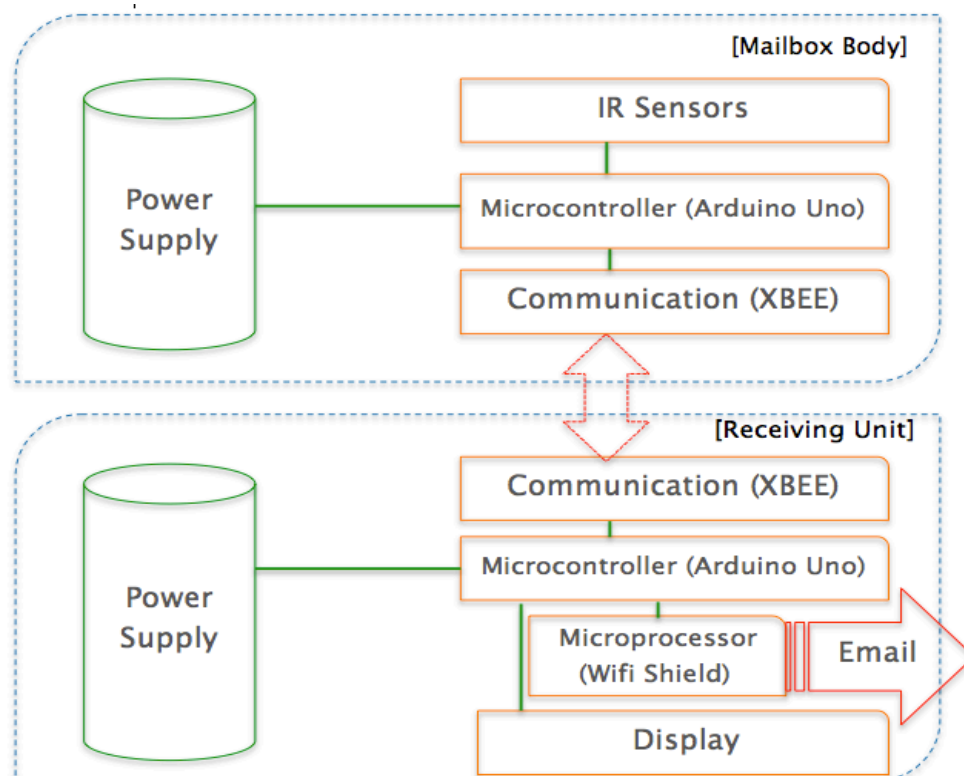 [Mailbox Body]
IR Sensors
Power
Supply
Microcontroller (Arduino Uno)
Communication (XBEE)
[Receiving Unit]
Communication (XBEE)
Microcontroller (Arduino Uno)
Power
Supply
Microprocessor
(Wifi Shield)
Email
Display